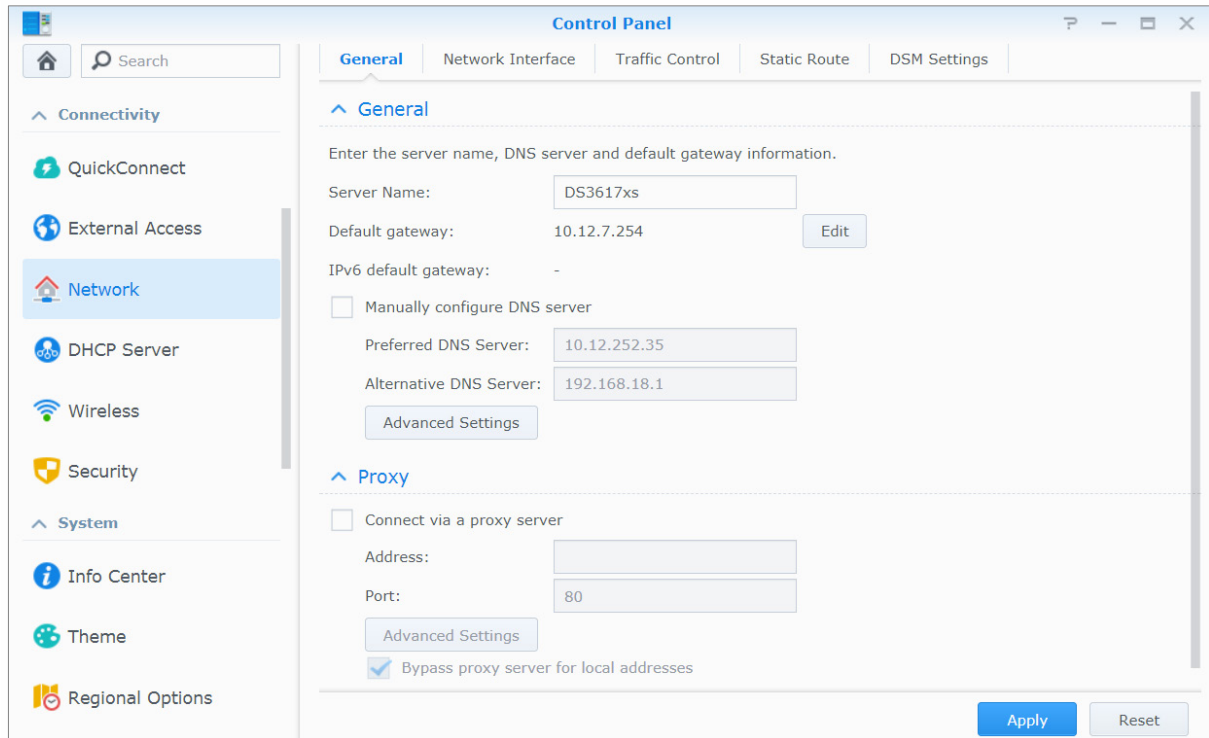 Control Panel
Search
Connectivity
QuickConnect
External Access
Network
DHCP Server
Wireless
Security
System
Info Center
Theme
Regional Options
General Network Interface Traffic Control Static Route DSM Settings
General
Enter the server name, DNS server and default gateway information.
Server Name: DS3617xs
Default gateway: 10.12.7.254 Edit
IPv6 default gateway: -
Manually configure DNS server
Preferred DNS Server: 10.12.252.35
Alternative DNS Server: 192.168.18.1
Advanced Settings
Proxy
Connect via a proxy server
Address:
Port: 80
Advanced Settings
Bypass proxy server for local addresses
Apply Reset